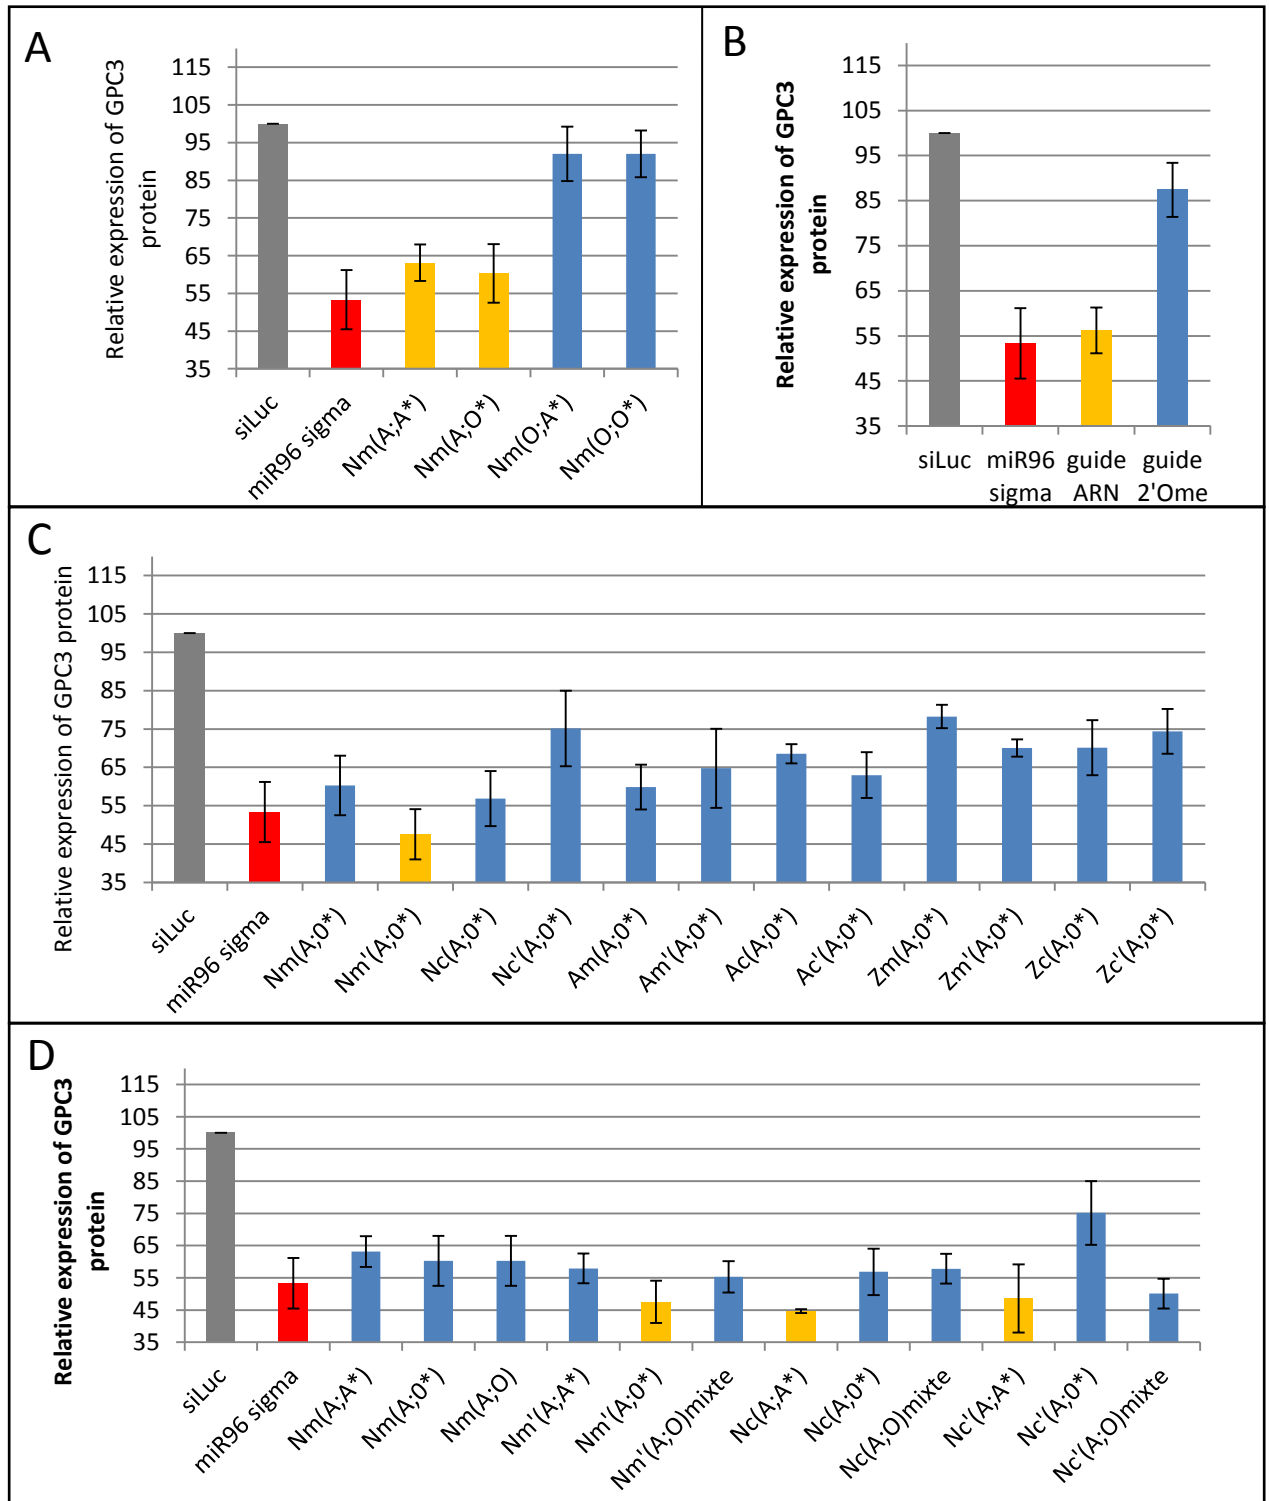 A
Relative expression of GPC3
protein
115
105
95
85
75
65
55
45
35
siLuc
miR96 sigma
Nm(A;A*)
Nm(A;O*)
Nm(O;A*)
Nm(O;O*)
B
Relative expression of GPC3
protein
115
95
85
75
65
55
45
35
siLuc
miR96
sigma
guide
ARN
guide
2'Ome
C
Relative expression of GPC3 protein
115
105
95
85
75
65
55
45
35
siLuc
miR96 sigma
Nm(A;0*)
Nm'(A;0*)
Nc(A;0*)
Nc'(A;0*)
Am(A;0*)
Am'(A;0*)
Ac(A;0*)
Ac'(A;0*)
Zm(A;0*)
Zm'(A;0*)
Zc(A;0*)
Zc'(A;0*)
D
Relative expression of GPC3
protein
115
105
95
85
75
65
55
45
35
siLuc
miR96 sigma
Nm(A;A*)
Nm(A;0*)
Nm(A;O)
Nm'(A;A*)
Nm'(A;0*)
Nm'(A;O)mixte
Nc(A;A*)
Nc(A;0*)
Nc(A;O)mixte
Nc'(A;A*)
Nc'(A;0*)
Nc'(A;O)mixte